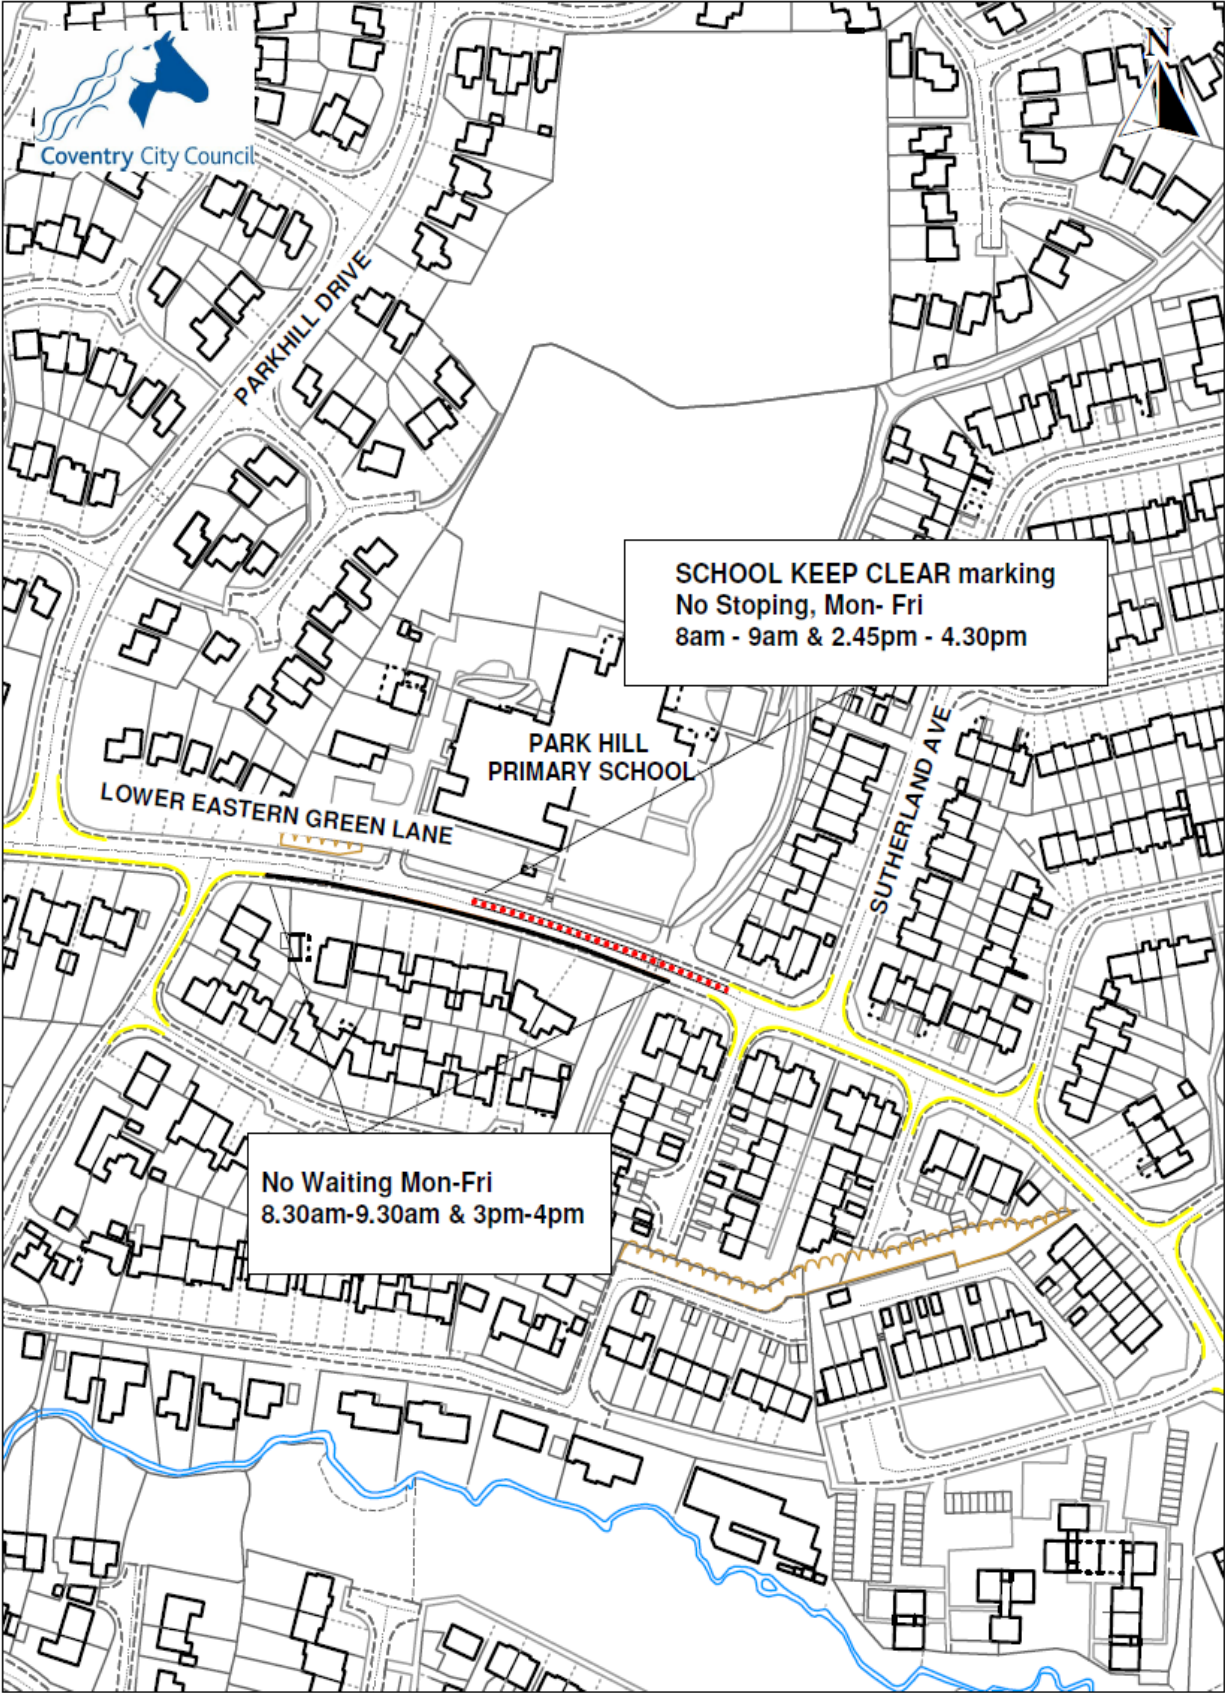 Coventry City Council
N
PARKHILL DRIVE
SCHOOL KEEP CLEAR marking
No Stoping, Mon- Fri
8am - 9am & 2.45pm - 4.30pm
PARK HILL
PRIMARY SCHOOL
LOWER EASTERN GREEN LANE
SUTHERLAND AVE
No Waiting Mon-Fri
8.30am-9.30am & 3pm-4pm